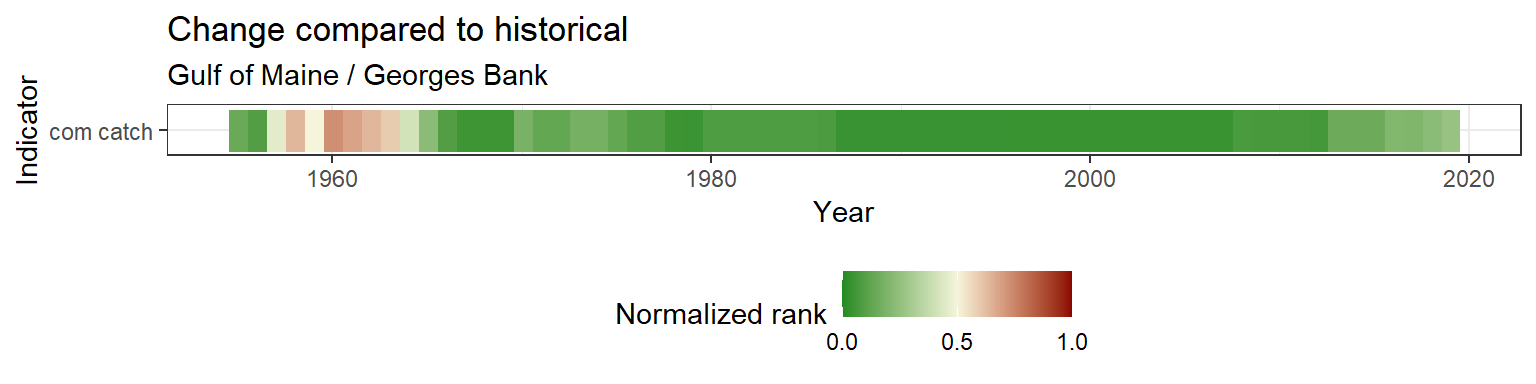 Change compared to historical
Gulf of Maine / Georges Bank
Indicator
com catch
1960 1980 2000 2020
Year
Normalized rank
0.0 0.5 1.0